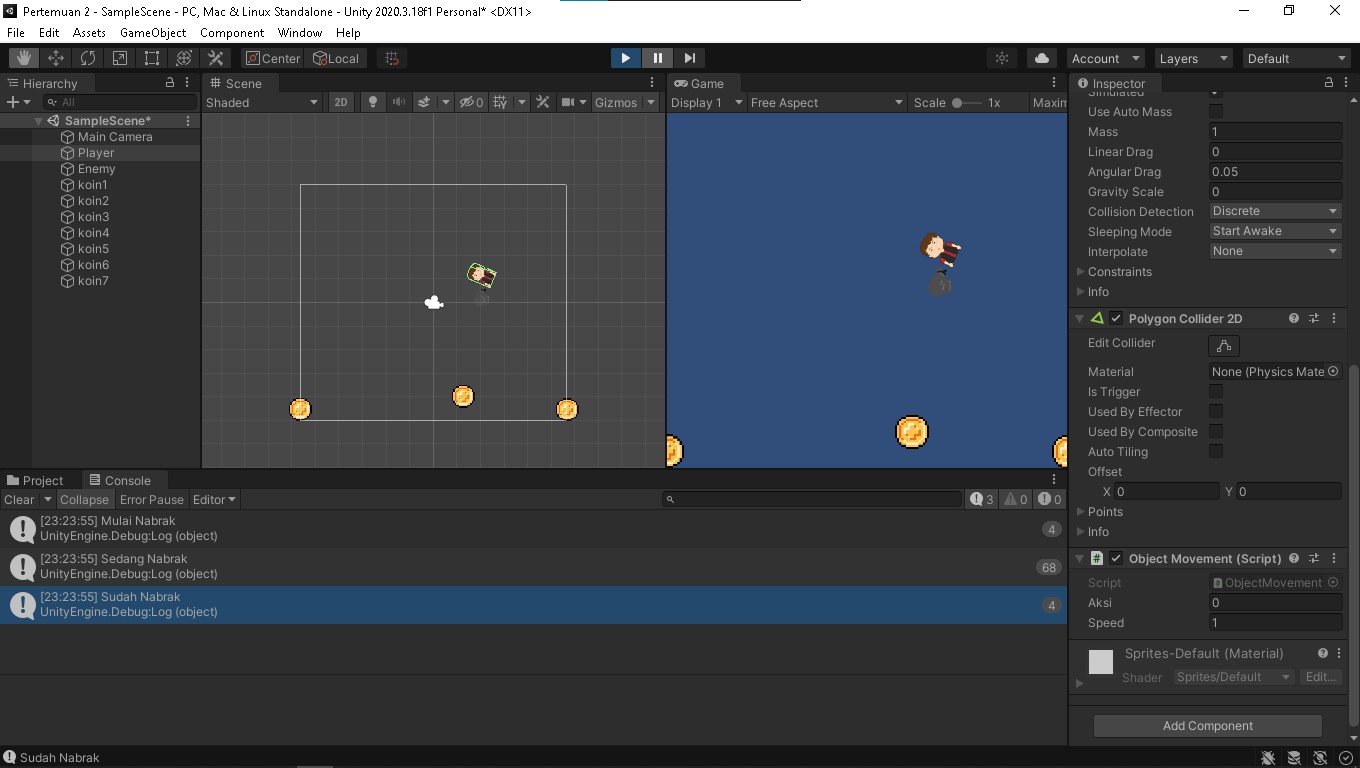 Pertemuan 2 - SampleScene - PC, Mac & Linux Standalone - Unity 2020.3.18f1 Personal* <DX11>
File Edit Assets GameObject Component Window Help
Center Local Account Layers Default
Hierarchy
All
SampleScene*
Main Camera
Player
Enemy
koin1
koin2
koin3
koin4
koin5
koin6
koin7
Scene
Shaded 2D 0 Gizmos
Game
Display 1 Free Aspect Scale 1x Maxim
Inspector
Simulated
Use Auto Mass
Mass 1
Linear Drag 0
Angular Drag 0.05
Gravity Scale 0
Collision Detection Discrete
Sleeping Mode Start Awake
Interpolate None
Constraints
Info
Polygon Collider 2D
Edit Collider
Material None (Physics Mate
Is Trigger
Used By Effector
Used By Composite
Auto Tiling
Offset
X 0 Y 0
Points
Info
Object Movement (Script)
Script ObjectMovement
Aksi 0
Speed 1
Sprites-Default (Material)
Shader Sprites/Default Edit...
Add Component
Project Console
Clear Collapse Error Pause Editor 3 0 0
[23:23:55] Mulai Nabrak
UnityEngine.Debug:Log (object)
4
[23:23:55] Sedang Nabrak
UnityEngine.Debug:Log (object)
68
[23:23:55] Sudah Nabrak
UnityEngine.Debug:Log (object)
4
Sudah Nabrak